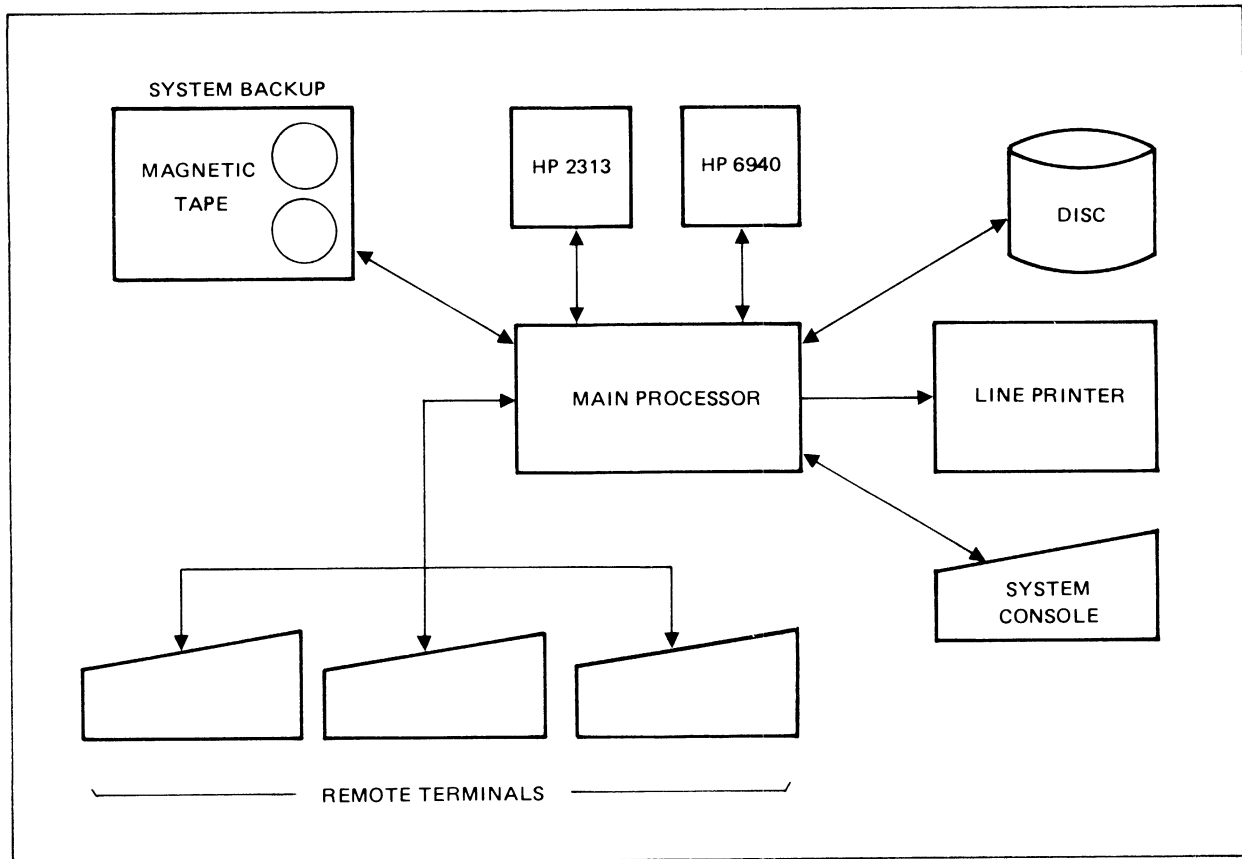 SYSTEM BACKUP
MAGNETIC
TAPE
HP 2313
HP 6940
DISC
MAIN PROCESSOR
LINE PRINTER
SYSTEM
CONSOLE
REMOTE TERMINALS